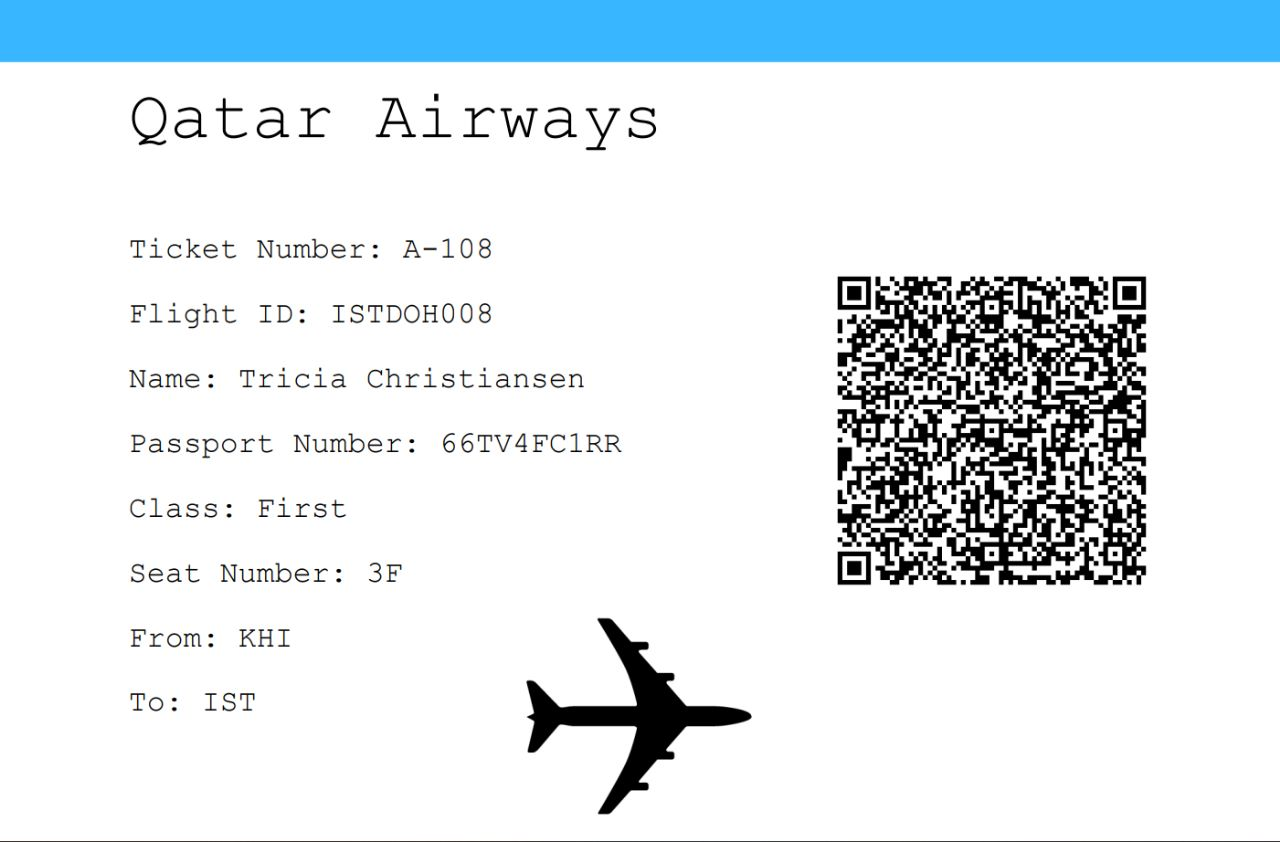 Qatar Airways
Ticket Number: A-108
Flight ID: ISTDOH008
Name: Tricia Christiansen
Passport Number: 66TV4FC1RR
Class: First
Seat Number: 3F
From: KHI
To: IST